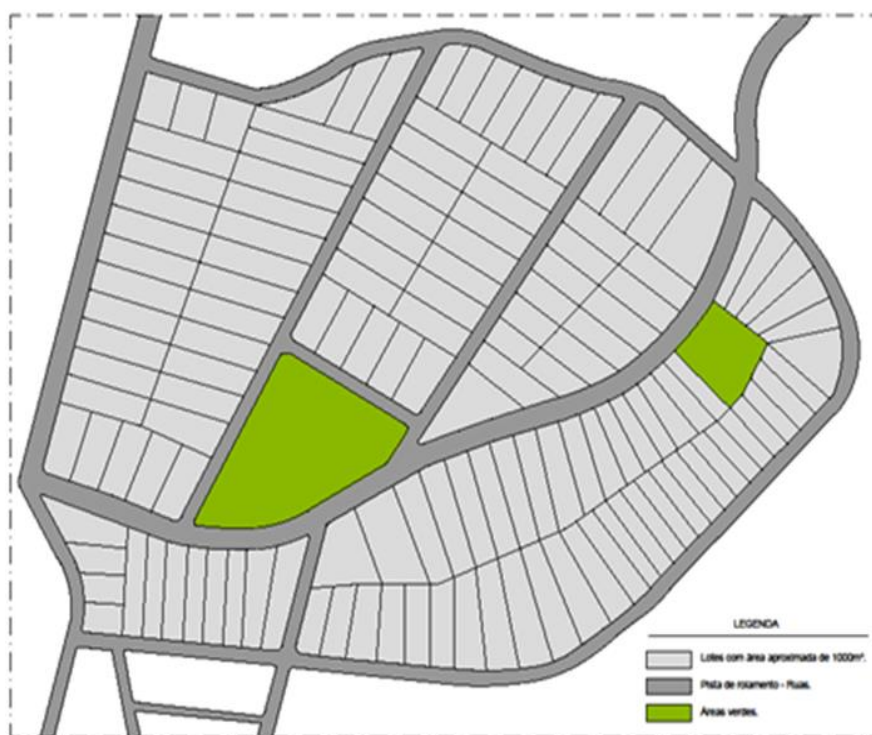 LEGENDA
Lotes com área aproximada de 1000m².
Pista de rolamento - Ruas.
Áreas verdes.